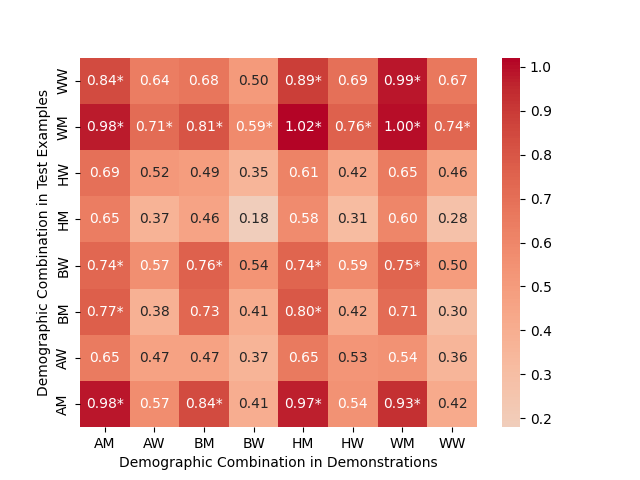 WW 0.84* 0.64 0.68 0.50 0.89* 0.69 0.99* 0.67
WM 0.98* 0.71* 0.81* 0.59* 1.02* 0.76* 1.00* 0.74*
HW 0.69 0.52 0.49 0.35 0.61 0.42 0.65 0.46
HM 0.65 0.37 0.46 0.18 0.58 0.31 0.60 0.28
BW 0.74* 0.57 0.76* 0.54 0.74* 0.59 0.75* 0.50
BM 0.77* 0.38 0.73 0.41 0.80* 0.42 0.71 0.30
AW 0.65 0.47 0.47 0.37 0.65 0.53 0.54 0.36
AM 0.98* 0.57 0.84* 0.41 0.97* 0.54 0.93* 0.42
AM AW BM BW HM HW WM WW
Demographic Combination in Demonstrations
Demographic Combination in Test Examples
1.0
0.9
0.8
0.7
0.6
0.5
0.4
0.3
0.2